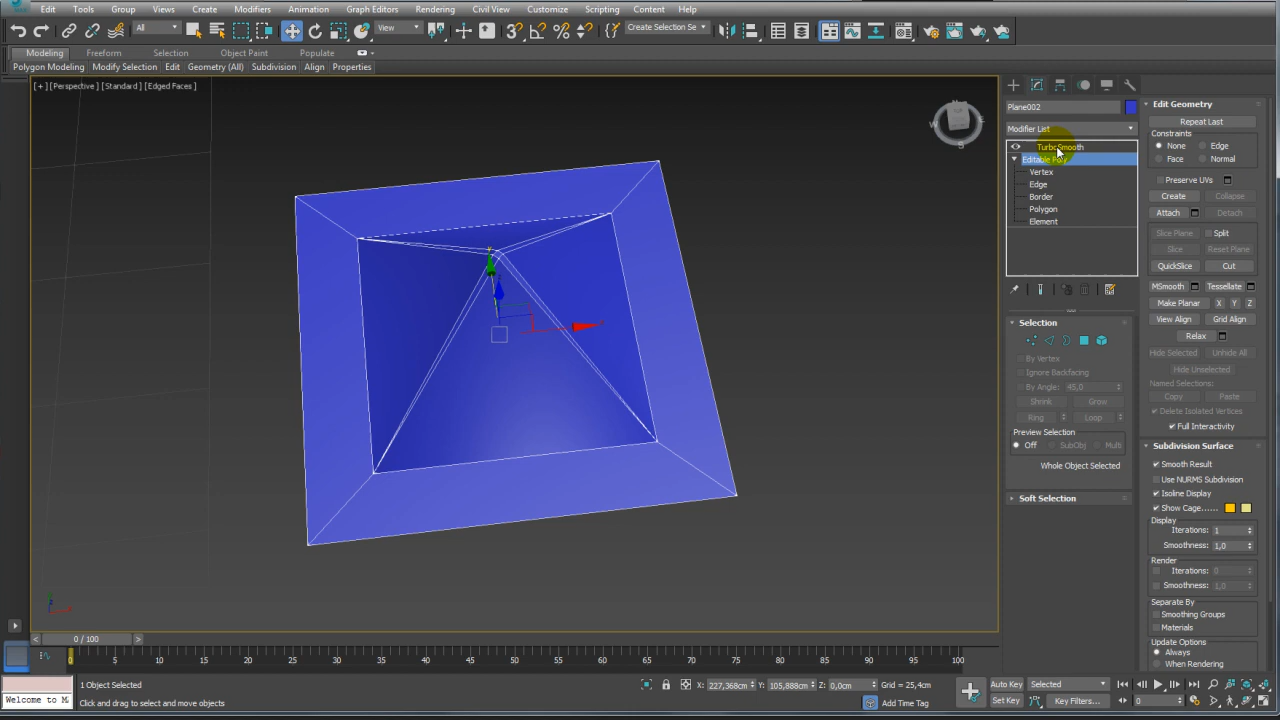 Edit Tools Group Views Create Modifiers Animation Graph Editors Rendering Civil View Customize Scripting Content Help
All View Create Selection Se
Modeling Freeform Selection Object Paint Populate
Polygon Modeling Modify Selection Edit Geometry (All) Subdivision Align Properties
[+] [Perspective] [Standard] [Edged Faces]
Plane002
Modifier List
TurboSmooth
Editable Poly
Vertex
Edge
Border
Polygon
Element
Selection
By Vertex
Ignore Backfacing
By Angle: 45,0
Shrink Grow
Ring Loop
Preview Selection
Off SubObj Multi
Whole Object Selected
Soft Selection
Edit Geometry
Repeat Last
Constraints
None Edge
Face Normal
Preserve UVs
Create Collapse
Attach Detach
Slice Plane Split
Slice Reset Plane
QuickSlice Cut
MSmooth Tessellate
Make Planar X Y Z
View Align Grid Align
Relax
Hide Selected Unhide All
Hide Unselected
Named Selections:
Copy Paste
Delete Isolated Vertices
Full Interactivity
Subdivision Surface
Smooth Result
Use NURMS Subdivision
Isoline Display
Show Cage......
Display
Iterations: 1
Smoothness: 1,0
Render
Iterations: 0
Smoothness: 1,0
Separate By
Smoothing Groups
Materials
Update Options
Always
When Rendering
0 / 100
0 5 10 15 20 25 30 35 40 45 50 55 60 65 70 75 80 85 90 95 100
1 Object Selected X: 227,368cm Y: 105,888cm Z: 0,0cm Grid = 25,4cm Auto Key Selected
Welcome to M Click and drag to select and move objects Add Time Tag Set Key Key Filters... 0